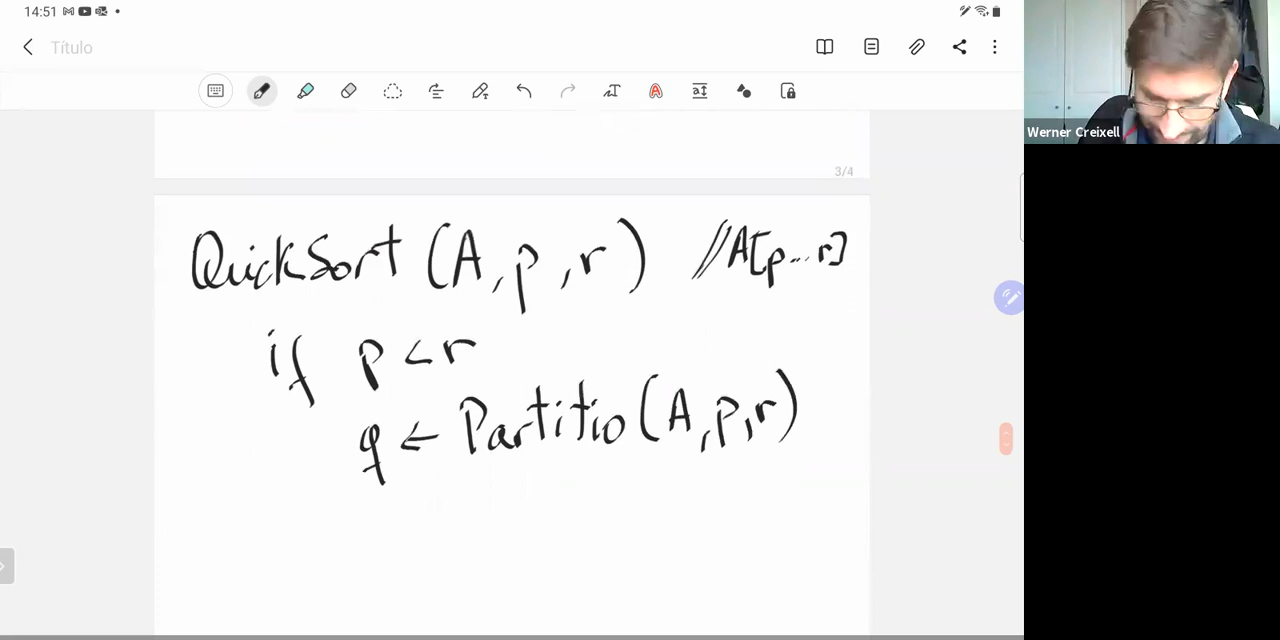 14:51
Título
Werner Creixell
3/4
QuickSort (A, p, r) //A[p...r]
if p < r
q ← Partitio (A, p, r)